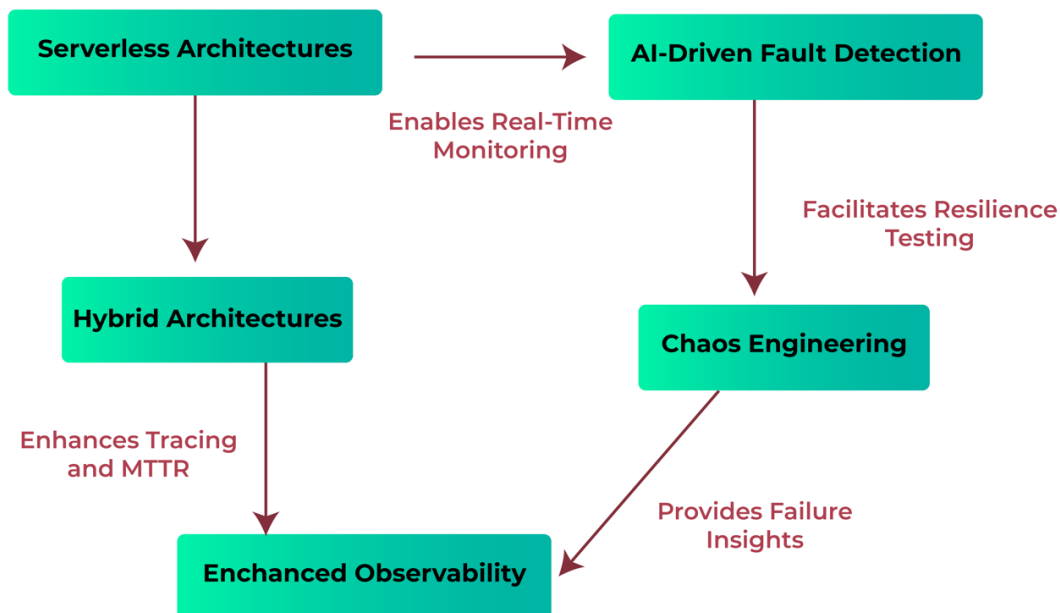 Serverless Architectures
AI-Driven Fault Detection
Enables Real-Time
Monitoring
Facilitates Resilience
Testing
Hybrid Architectures
Chaos Engineering
Enhances Tracing
and MTTR
Provides Failure
Insights
Enchanced Observability